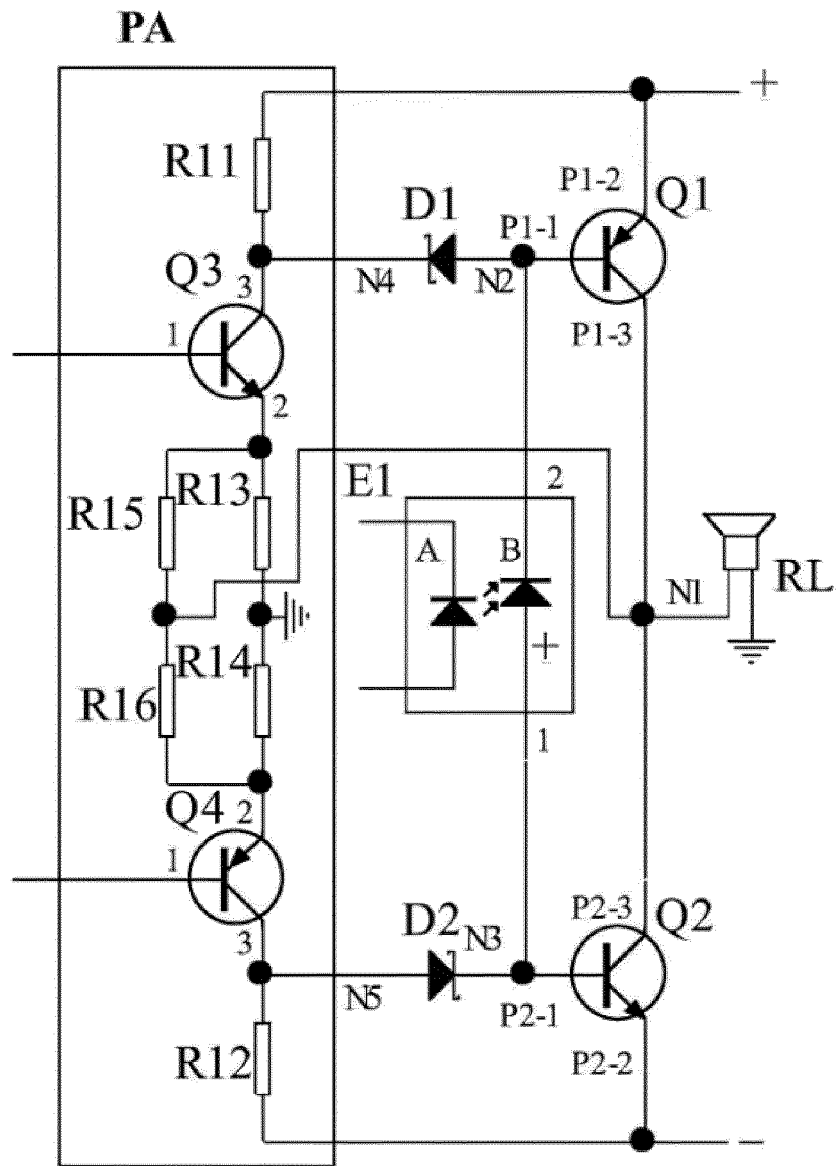 PA
+
R11
P1-2
Q1
D1
P1-1
Q3
3
N4
N2
1
P1-3
2
E1
2
R15
R13
A
B
RL
N1
+
R16
R14
1
Q4
2
1
P2-3
Q2
D2
N3
3
N5
P2-1
R12
P2-2
-